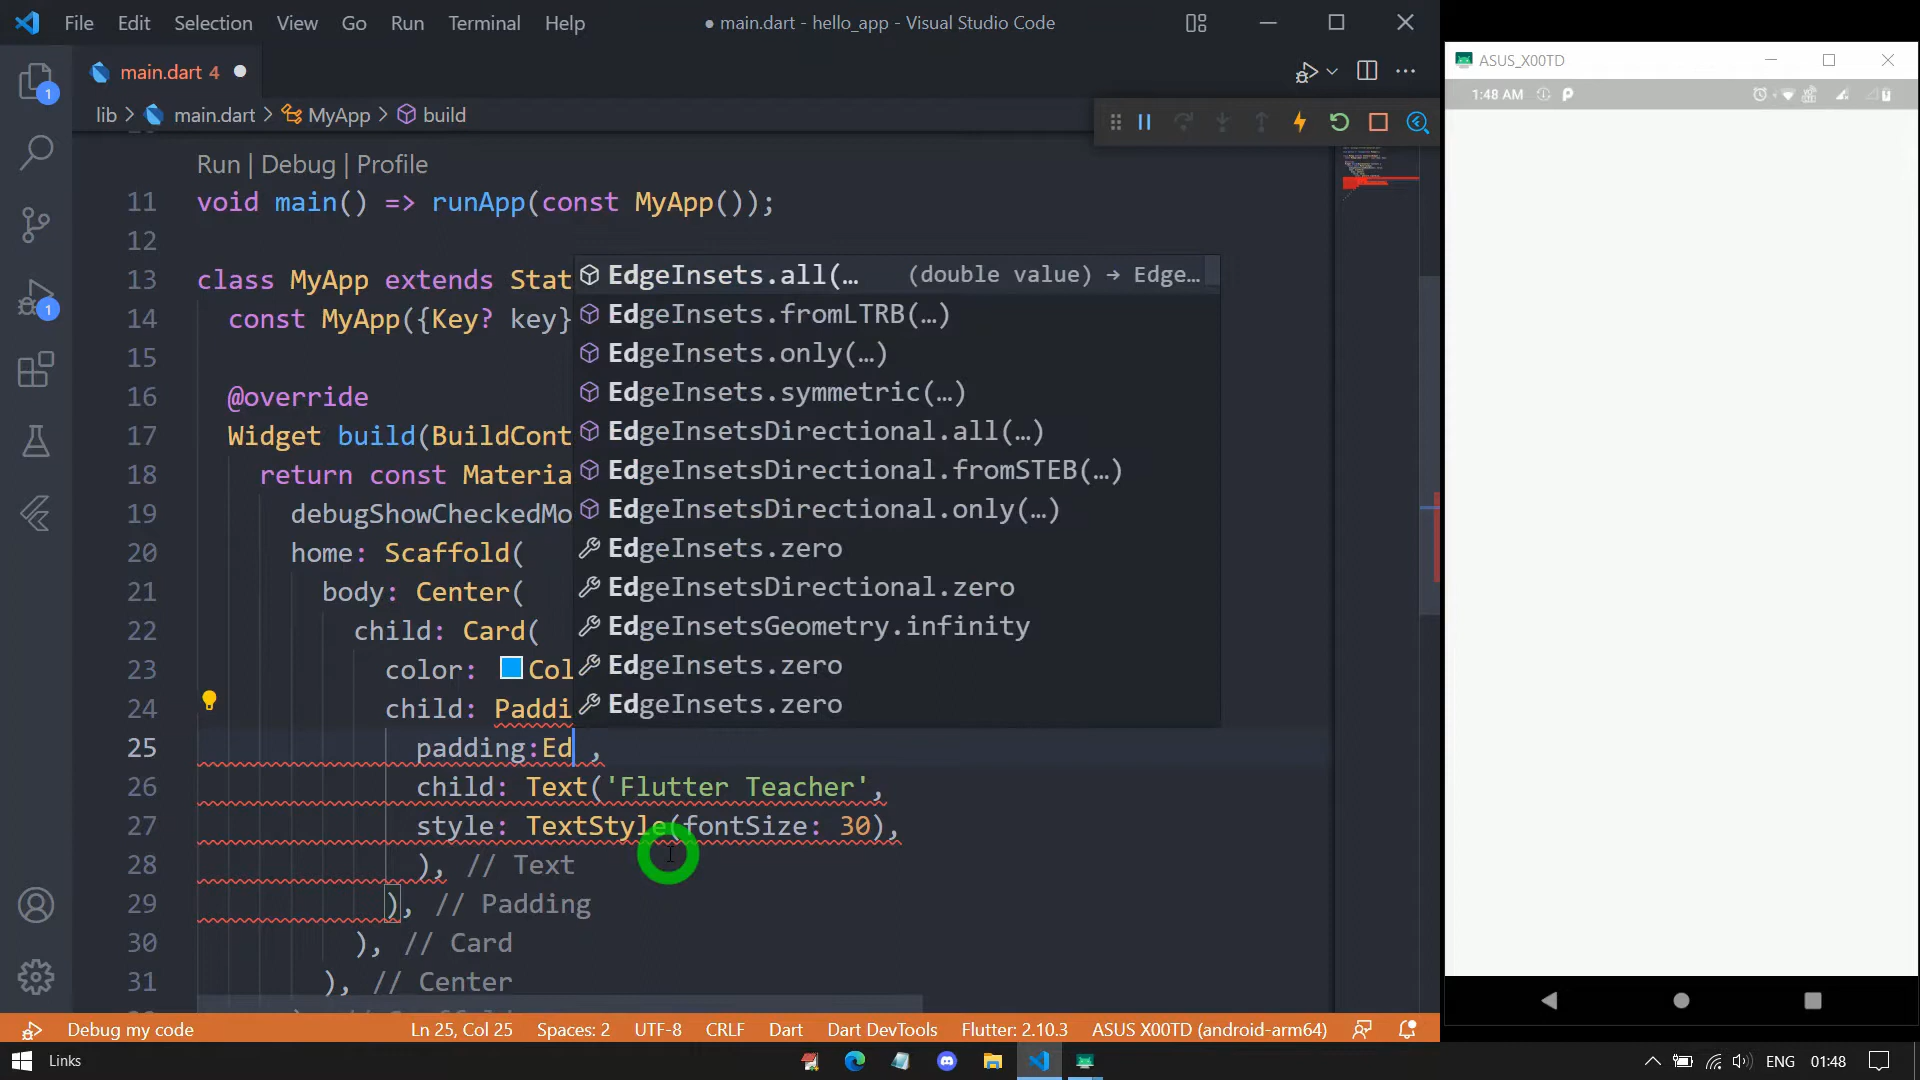 File Edit Selection View Go Run Terminal Help
● main.dart - hello_app - Visual Studio Code
main.dart 4 ●
lib > main.dart > MyApp > build
Run | Debug | Profile
11 void main() => runApp(const MyApp());
12
13 class MyApp extends Stat
14 const MyApp({Key? key}
15
16 @override
17 Widget build(BuildCont
18 return const Materia
19 debugShowCheckedMo
20 home: Scaffold(
21 body: Center(
22 child: Card(
23 color: Col
24 child: Paddi
25 padding:Ed ,
26 child: Text('Flutter Teacher',
27 style: TextStyle(fontSize: 30),
28 ), // Text
29 ), // Padding
30 ), // Card
31 ), // Center
EdgeInsets.all(… (double value) → Edge…
EdgeInsets.fromLTRB(…)
EdgeInsets.only(…)
EdgeInsets.symmetric(…)
EdgeInsetsDirectional.all(…)
EdgeInsetsDirectional.fromSTEB(…)
EdgeInsetsDirectional.only(…)
EdgeInsets.zero
EdgeInsetsDirectional.zero
EdgeInsetsGeometry.infinity
EdgeInsets.zero
EdgeInsets.zero
1
1
Debug my code Ln 25, Col 25 Spaces: 2 UTF-8 CRLF Dart Dart DevTools Flutter: 2.10.3 ASUS X00TD (android-arm64)
ASUS_X00TD
1:48 AM
Links
ENG 01:48